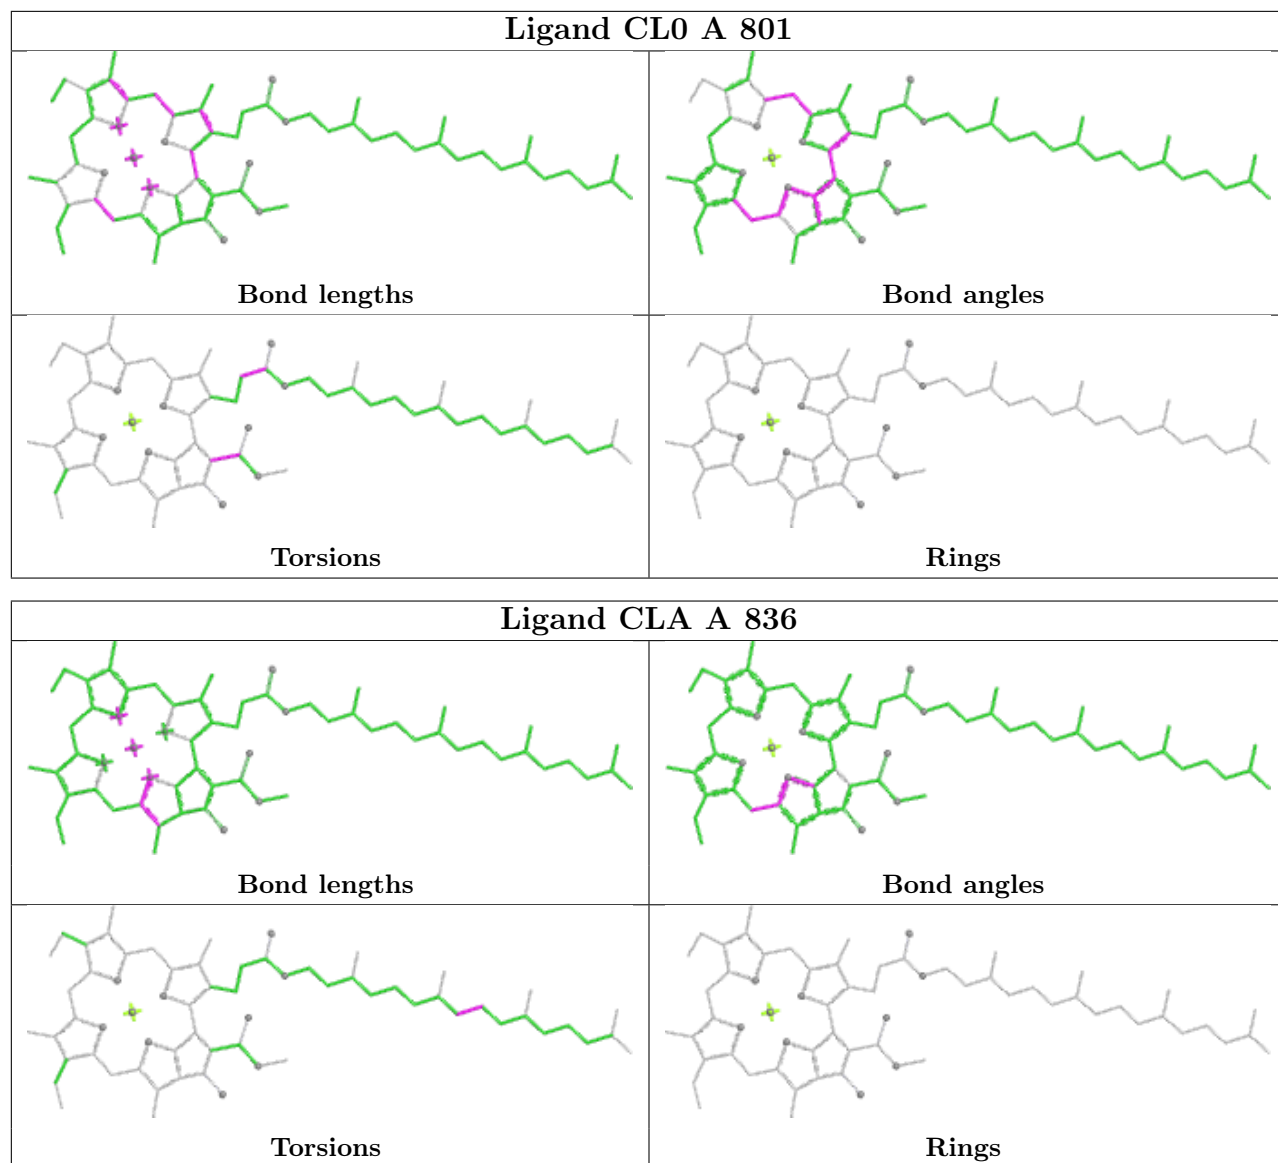 Ligand CL0 A 801
Bond lengths
Bond angles
Torsions
Rings
Ligand CLA A 836
Bond lengths
Bond angles
Torsions
Rings